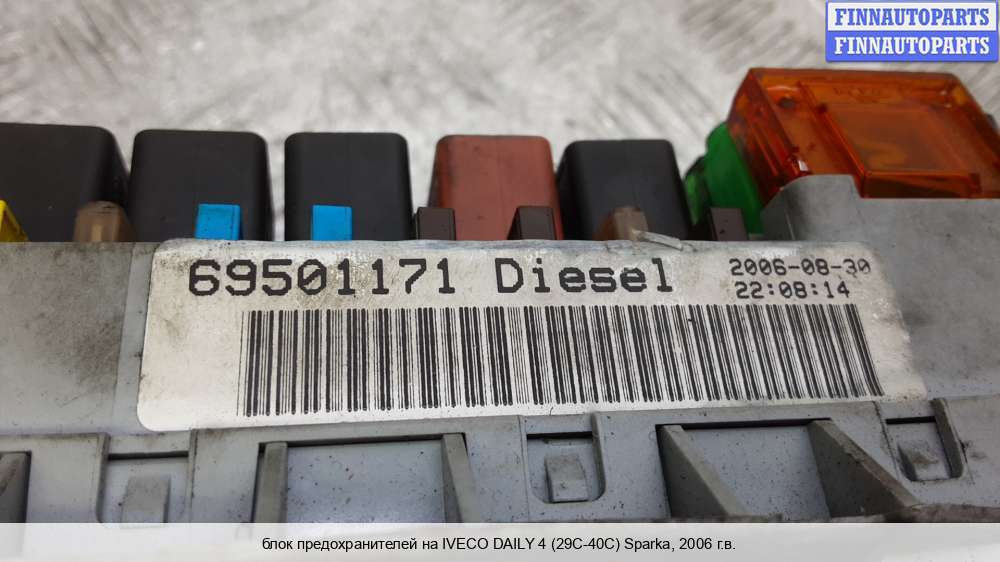 FINNAUTOPARTS
FINNAUTOPARTS
69501171 Diesel
2006-08-30
22:08:14
блок предохранителей на IVECO DAILY 4 (29C-40C) Sparka, 2006 г.в.